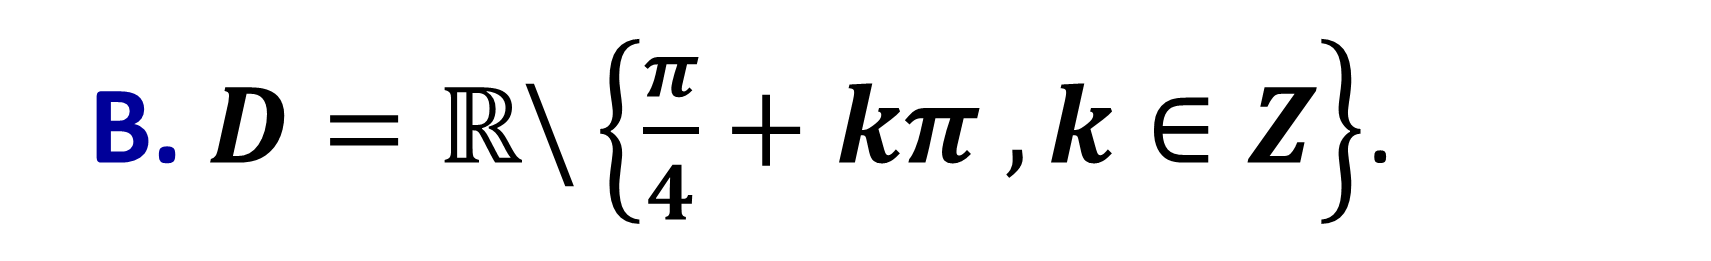 B. D = ℝ\{π/4 + kπ , k ∈ Z}.